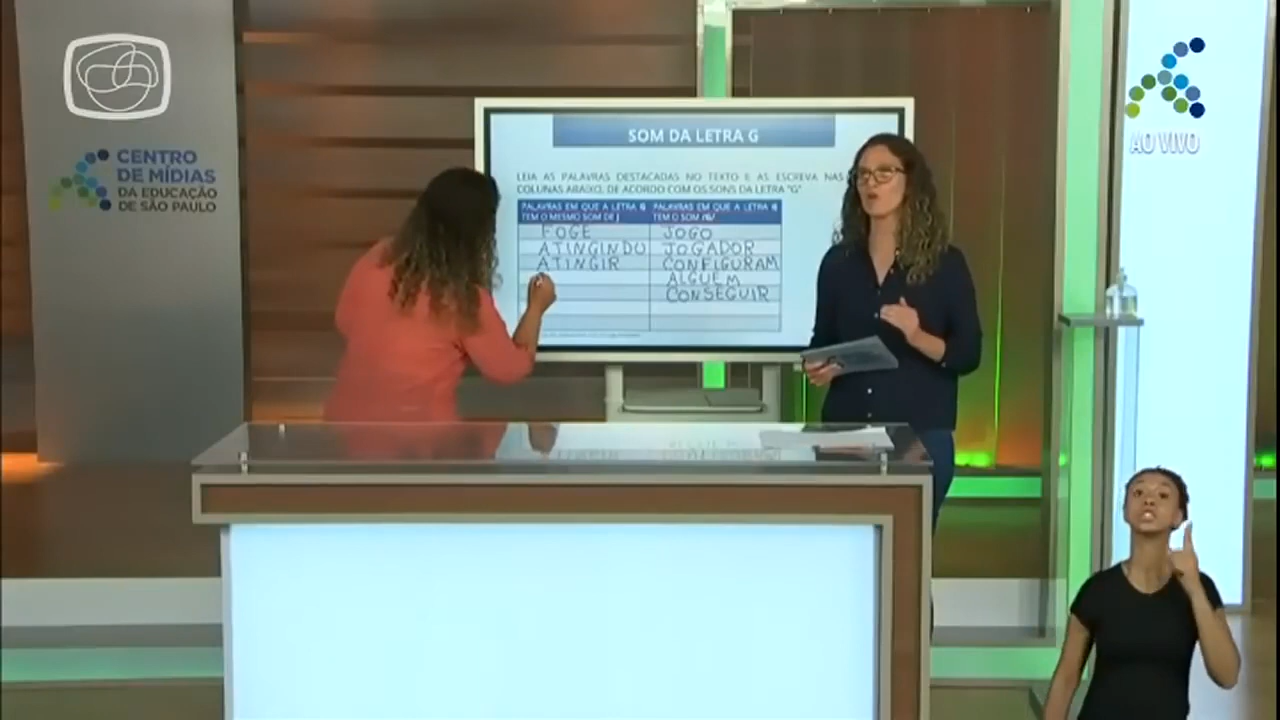 CENTRO
DE MÍDIAS
DA EDUCAÇÃO
DE SÃO PAULO
AO VIVO
SOM DA LETRA G
LEIA AS PALAVRAS DESTACADAS NO TEXTO E AS ESCREVA NAS
COLUNAS ABAIXO, DE ACORDO COM OS SONS DA LETRA "G"
PALAVRAS EM QUE A LETRA G
TEM O MESMO SOM DE J
PALAVRAS EM QUE A LETRA G
TEM O SOM /G/
FOGE JOGO
ATINGINDO JOGADOR
ATINGIR CONFIGURAM
ALGUÉM
CONSEGUIR